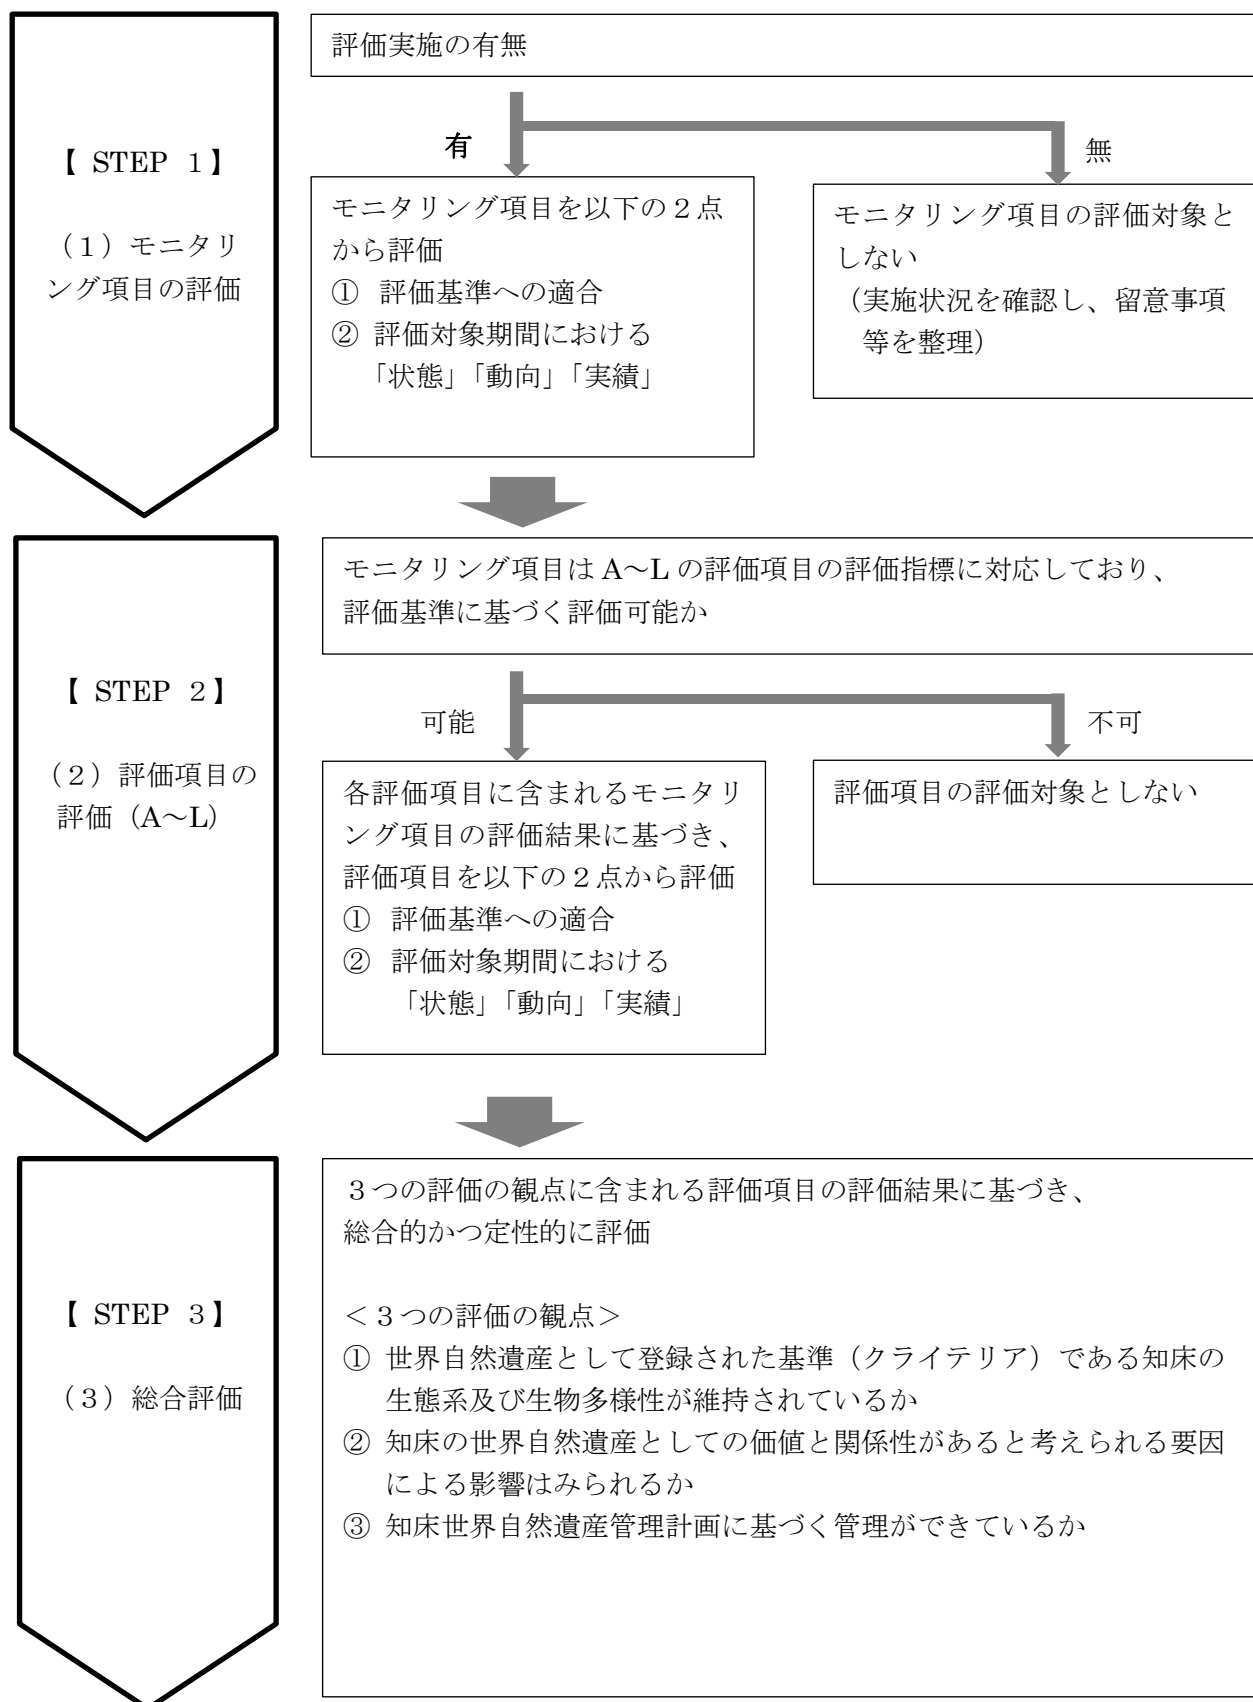 【 STEP １】
（１）モニタリ
ング項目の評価
評価実施の有無
有
無
モニタリング項目を以下の２点
から評価
① 評価基準への適合
② 評価対象期間における
「状態」「動向」「実績」
モニタリング項目の評価対象と
しない
（実施状況を確認し、留意事項
等を整理）
【 STEP ２】
（２）評価項目の
評価（A～L）
モニタリング項目は A～L の評価項目の評価指標に対応しており、
評価基準に基づく評価可能か
可能
不可
各評価項目に含まれるモニタリ
ング項目の評価結果に基づき、
評価項目を以下の２点から評価
① 評価基準への適合
② 評価対象期間における
「状態」「動向」「実績」
評価項目の評価対象としない
【 STEP ３】
（３）総合評価
３つの評価の観点に含まれる評価項目の評価結果に基づき、
総合的かつ定性的に評価
＜３つの評価の観点＞
① 世界自然遺産として登録された基準（クライテリア）である知床の
生態系及び生物多様性が維持されているか
② 知床の世界自然遺産としての価値と関係性があると考えられる要因
による影響はみられるか
③ 知床世界自然遺産管理計画に基づく管理ができているか